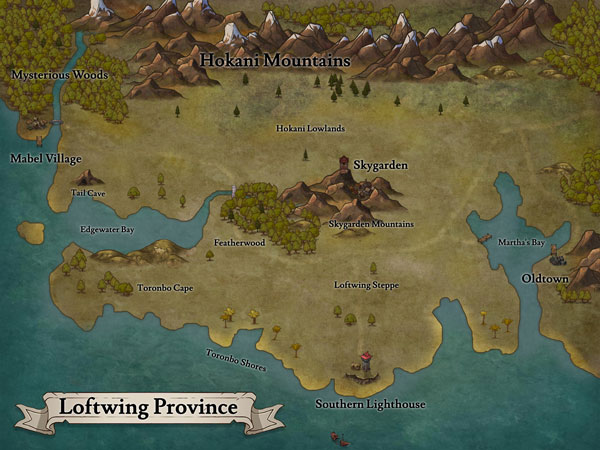 Hokani Mountains
Mysterious Woods
Hokani Lowlands
Mabel Village
Skygarden
Tail Cave
Skygarden Mountains
Edgewater Bay
Featherwood
Martha's Bay
Oldtown
Toronbo Cape
Loftwing Steppe
Toronbo Shores
Loftwing Province
Southern Lighthouse